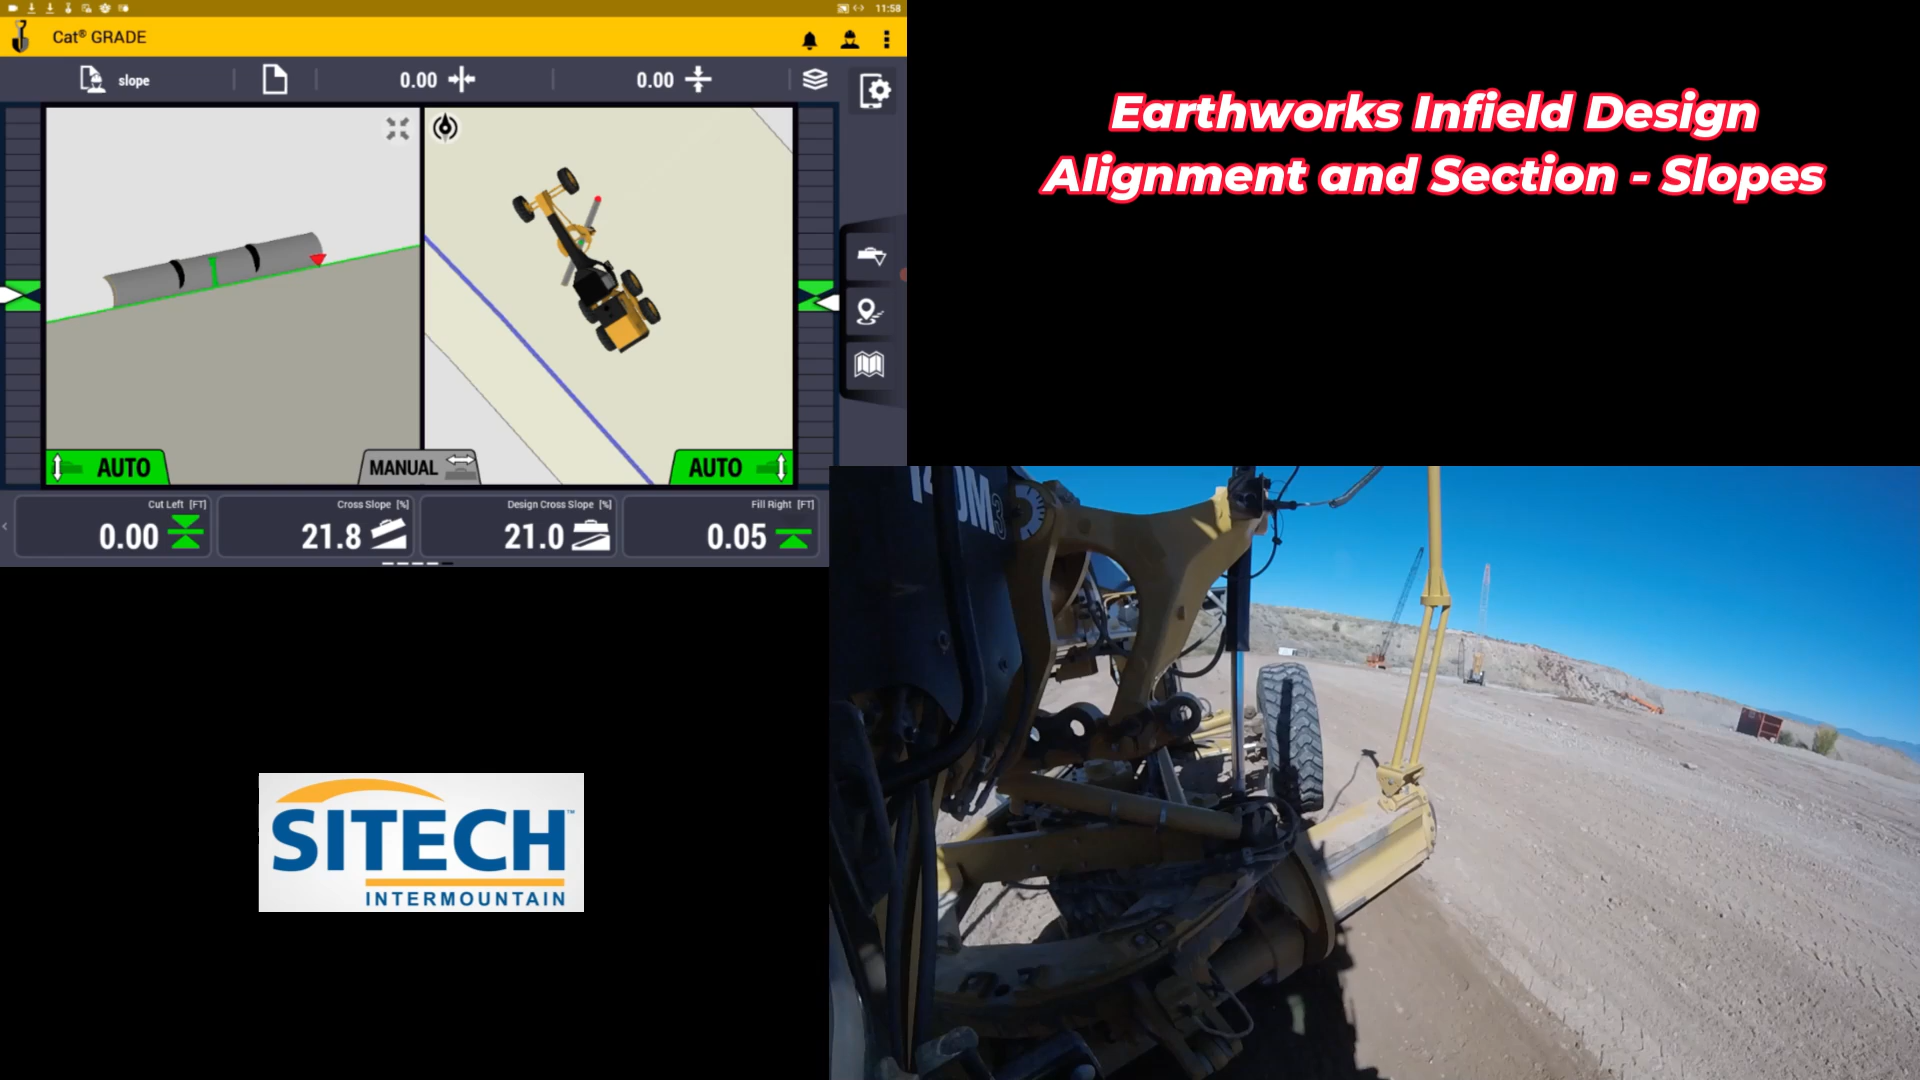 11:58
Cat® GRADE
slope
0.00
0.00
AUTO
MANUAL
AUTO
Cut Left [FT]
0.00
Cross Slope [%]
21.8
Design Cross Slope [%]
21.0
Fill Right [FT]
0.05
Earthworks Infield Design
Alignment and Section - Slopes
140M3
SITECH™
INTERMOUNTAIN